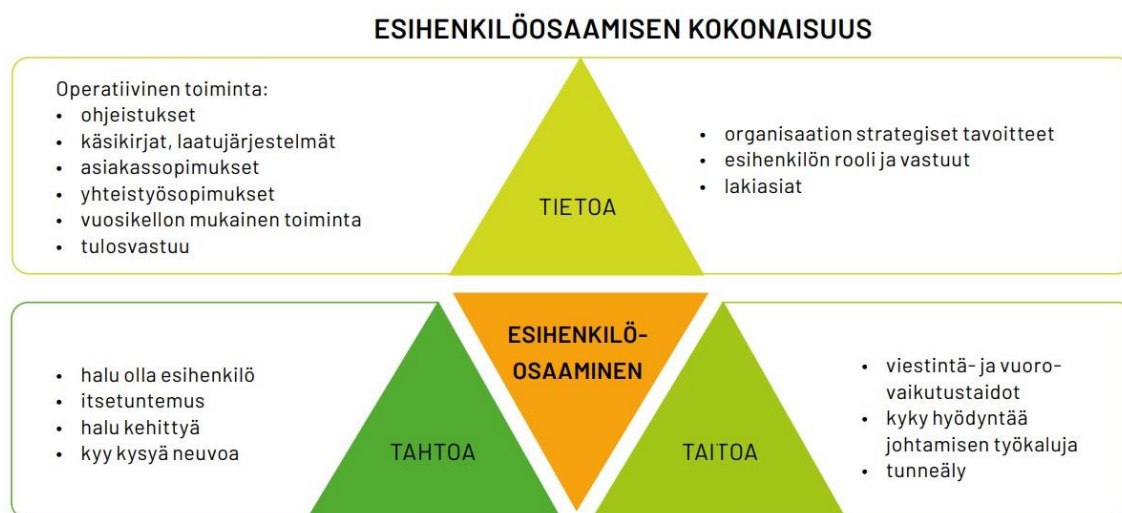 ESIHENKILÖOSAAMISEN KOKONAISUUS
Operatiivinen toiminta:
• ohjeistukset
• käsikirjat, laatujärjestelmät
• asiakassopimukset
• yhteistyösopimukset
• vuosikellon mukainen toiminta
• tulosvastuu
TIETOA
• organisaation strategiset tavoitteet
• esihenkilön rooli ja vastuut
• lakiasiat
• halu olla esihenkilö
• itsetuntemus
• halu kehittyä
• kyy kysyä neuvoa
TAHTOA
ESIHENKILÖ-
OSAAMINEN
TAITOA
• viestintä- ja vuoro-
vaikutustaidot
• kyky hyödyntää
johtamisen työkaluja
• tunneäly